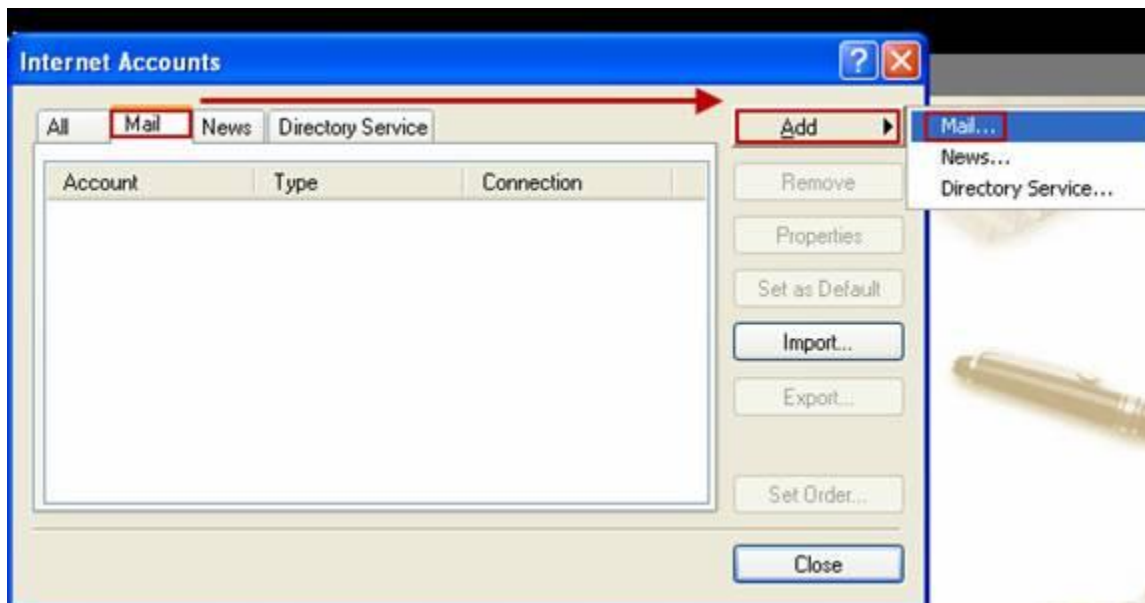 Internet Accounts
All Mail News Directory Service
Add
Mail...
News...
Directory Service...
Account Type Connection
Remove
Properties
Set as Default
Import...
Export...
Set Order...
Close